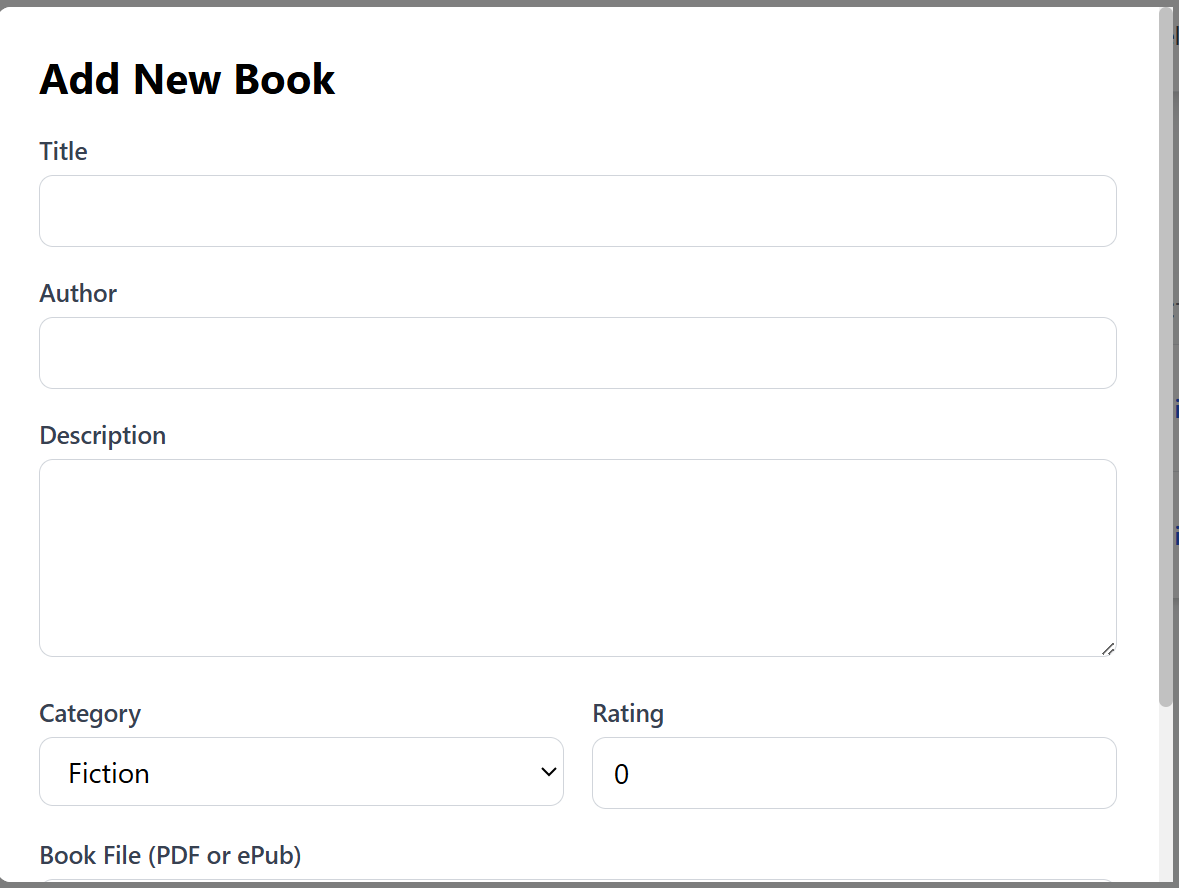 Add New Book
Title
Author
Description
Category
Rating
Fiction
0
Book File (PDF or ePub)